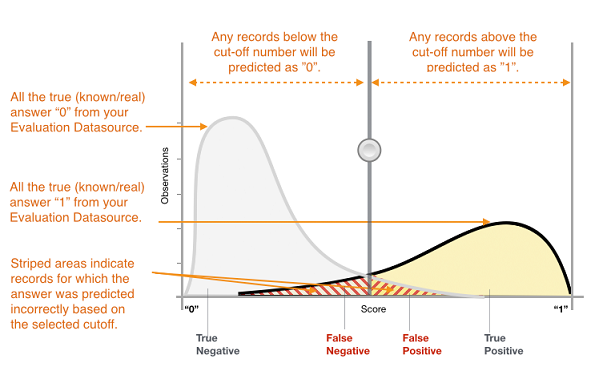 Any records below the
cut-off number will be
predicted as "0".
Any records above the
cut-off number will be
predicted as "1".
All the true (known/real)
answer "0" from your
Evaluation Datasource.
All the true (known/real)
answer "1" from your
Evaluation Datasource.
Striped areas indicate
records for which the
answer was predicted
incorrectly based on
the selected cutoff.
Observations
"0"
Score
"1"
True
Negative
False
Negative
False
Positive
True
Positive